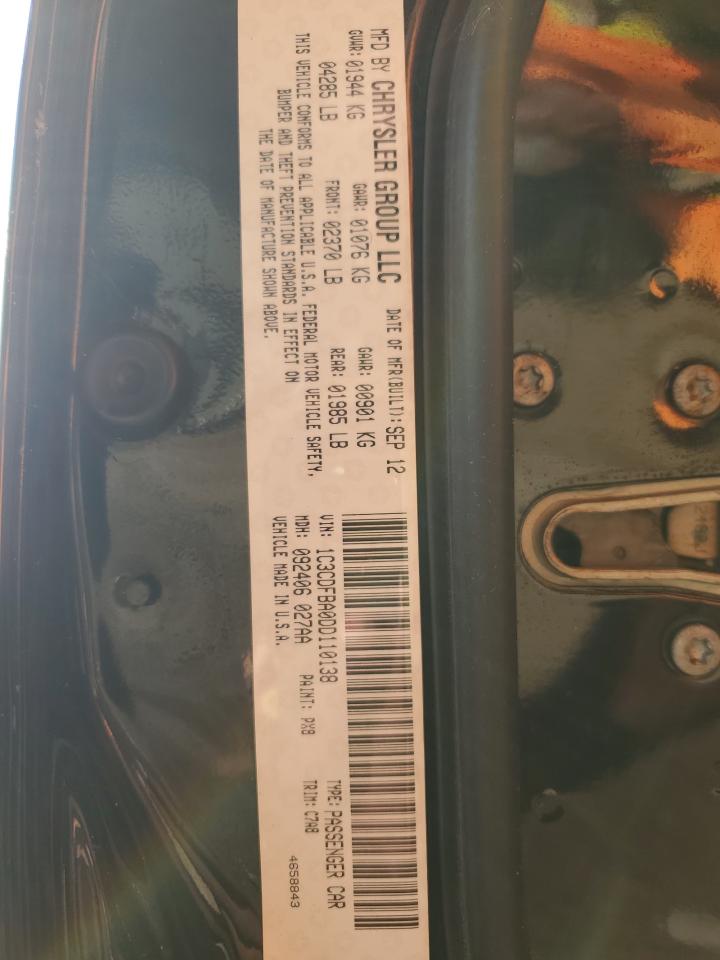 MFD BY CHRYSLER GROUP LLC DATE OF MFR(BUILT): SEP 12
GVWR: 01944 KG GAWR: 01076 KG GAWR: 00901 KG
04285 LB FRONT: 02370 LB REAR: 01985 LB
THIS VEHICLE CONFORMS TO ALL APPLICABLE U.S.A. FEDERAL MOTOR VEHICLE SAFETY,
BUMPER AND THEFT PREVENTION STANDARDS IN EFFECT ON
THE DATE OF MANUFACTURE SHOWN ABOVE.
VIN: 1C3CDFBA0DD110138 TYPE: PASSENGER CAR
MDH: 092406 027AA PAINT: PX8 TRIM: C7A8
VEHICLE MADE IN U.S.A. 4658843